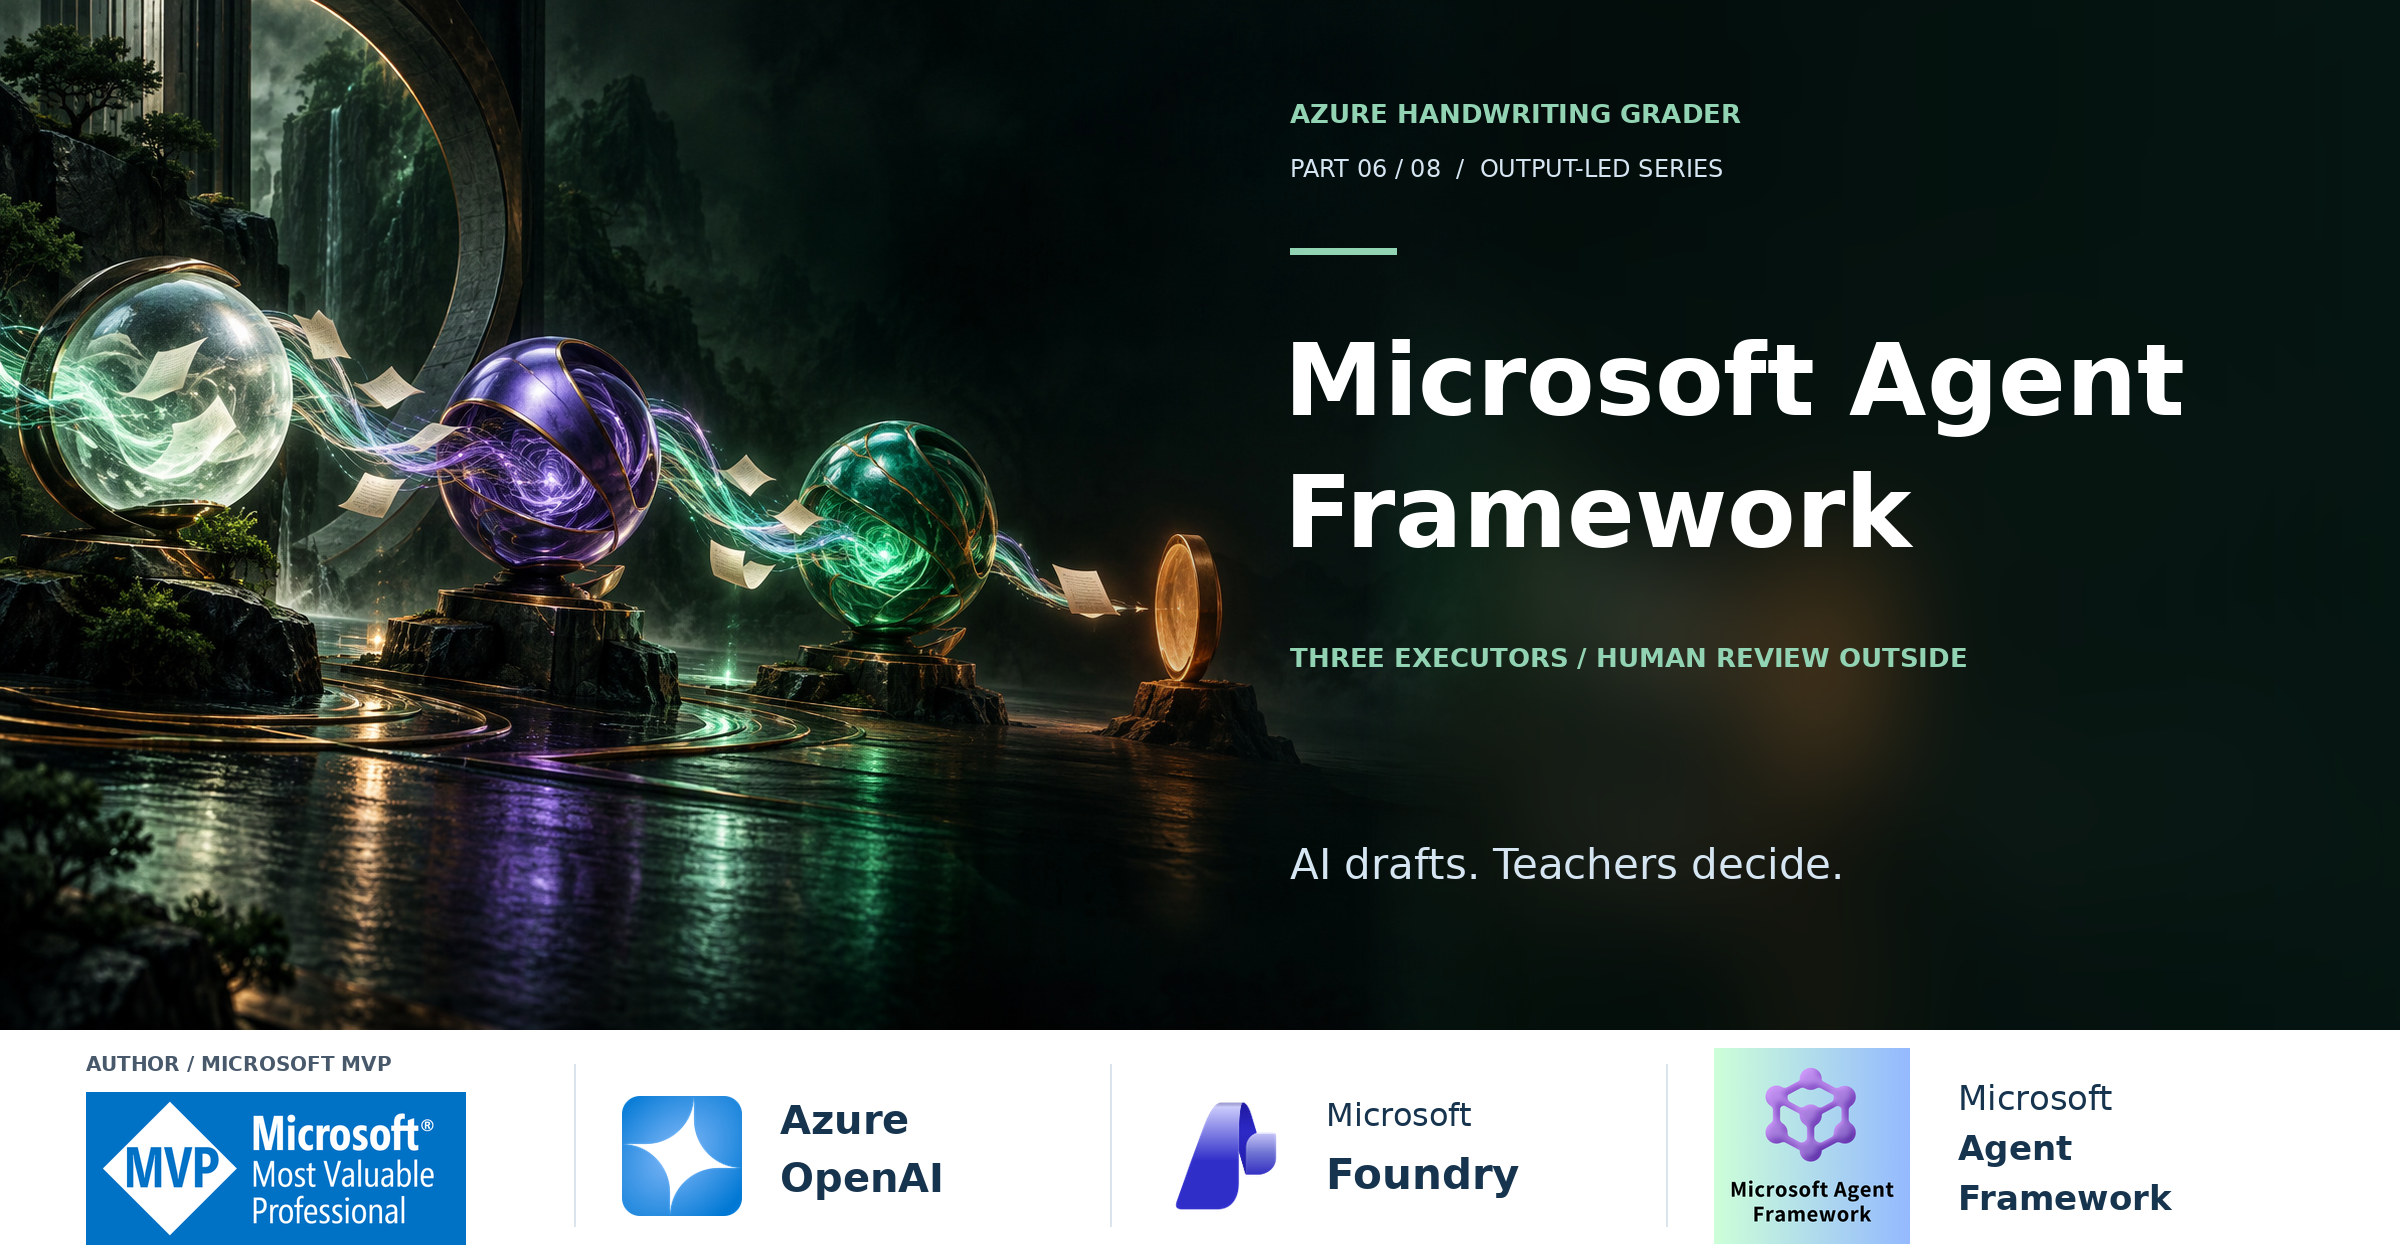 AZURE HANDWRITING GRADER
PART 06 / 08 / OUTPUT-LED SERIES
Microsoft Agent
Framework
THREE EXECUTORS / HUMAN REVIEW OUTSIDE
AI drafts. Teachers decide.
AUTHOR / MICROSOFT MVP
MVP
Microsoft®
Most Valuable
Professional
Azure
OpenAI
Microsoft
Foundry
Microsoft Agent
Framework
Microsoft
Agent
Framework